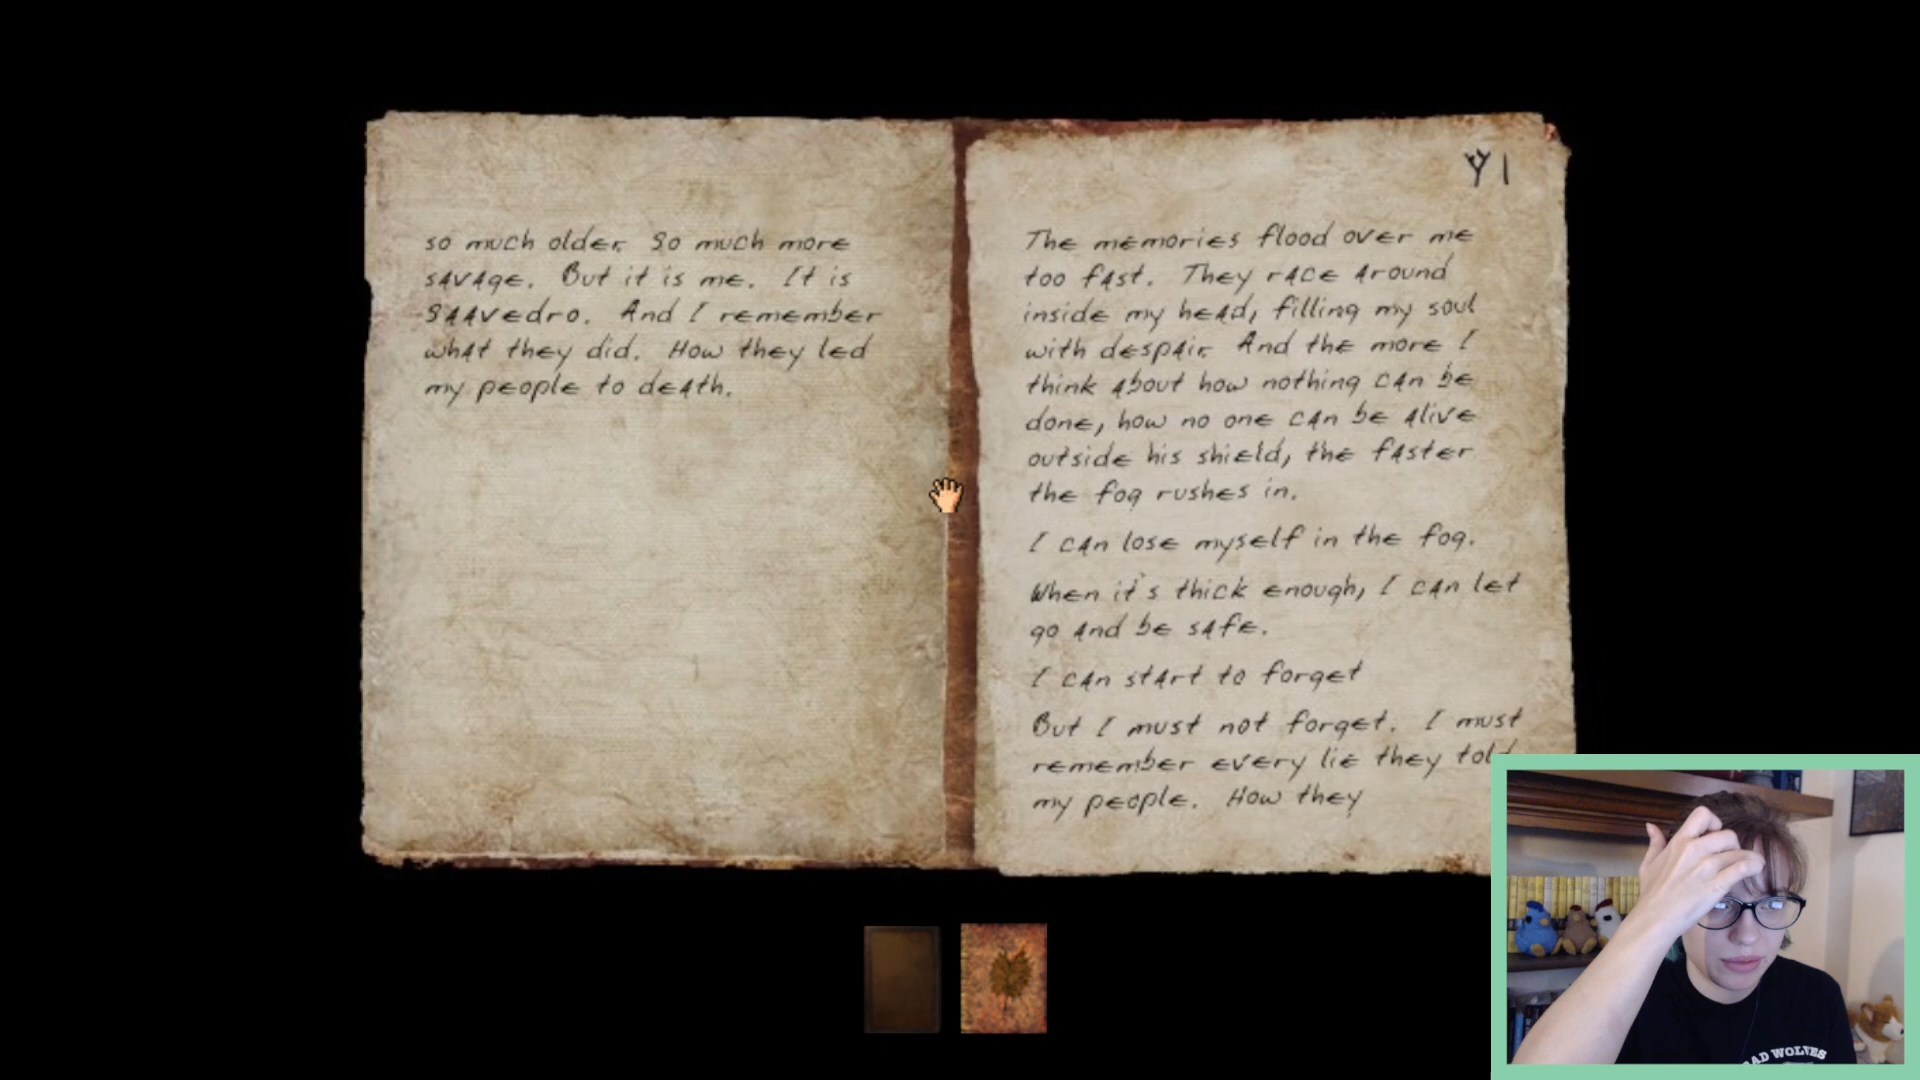 so much older. So much more
savage. But it is me. It is
Saavedro. And I remember
what they did. How they led
my people to death.
The memories flood over me
too fast. They race around
inside my head, filling my soul
with despair. And the more I
think about how nothing can be
done, how no one can be alive
outside his shield, the faster
the fog rushes in.
I can lose myself in the fog.
When it's thick enough, I can let
go and be safe.
I can start to forget
But I must not forget. I must
remember every lie they told
my people. How they
BAD WOLVES